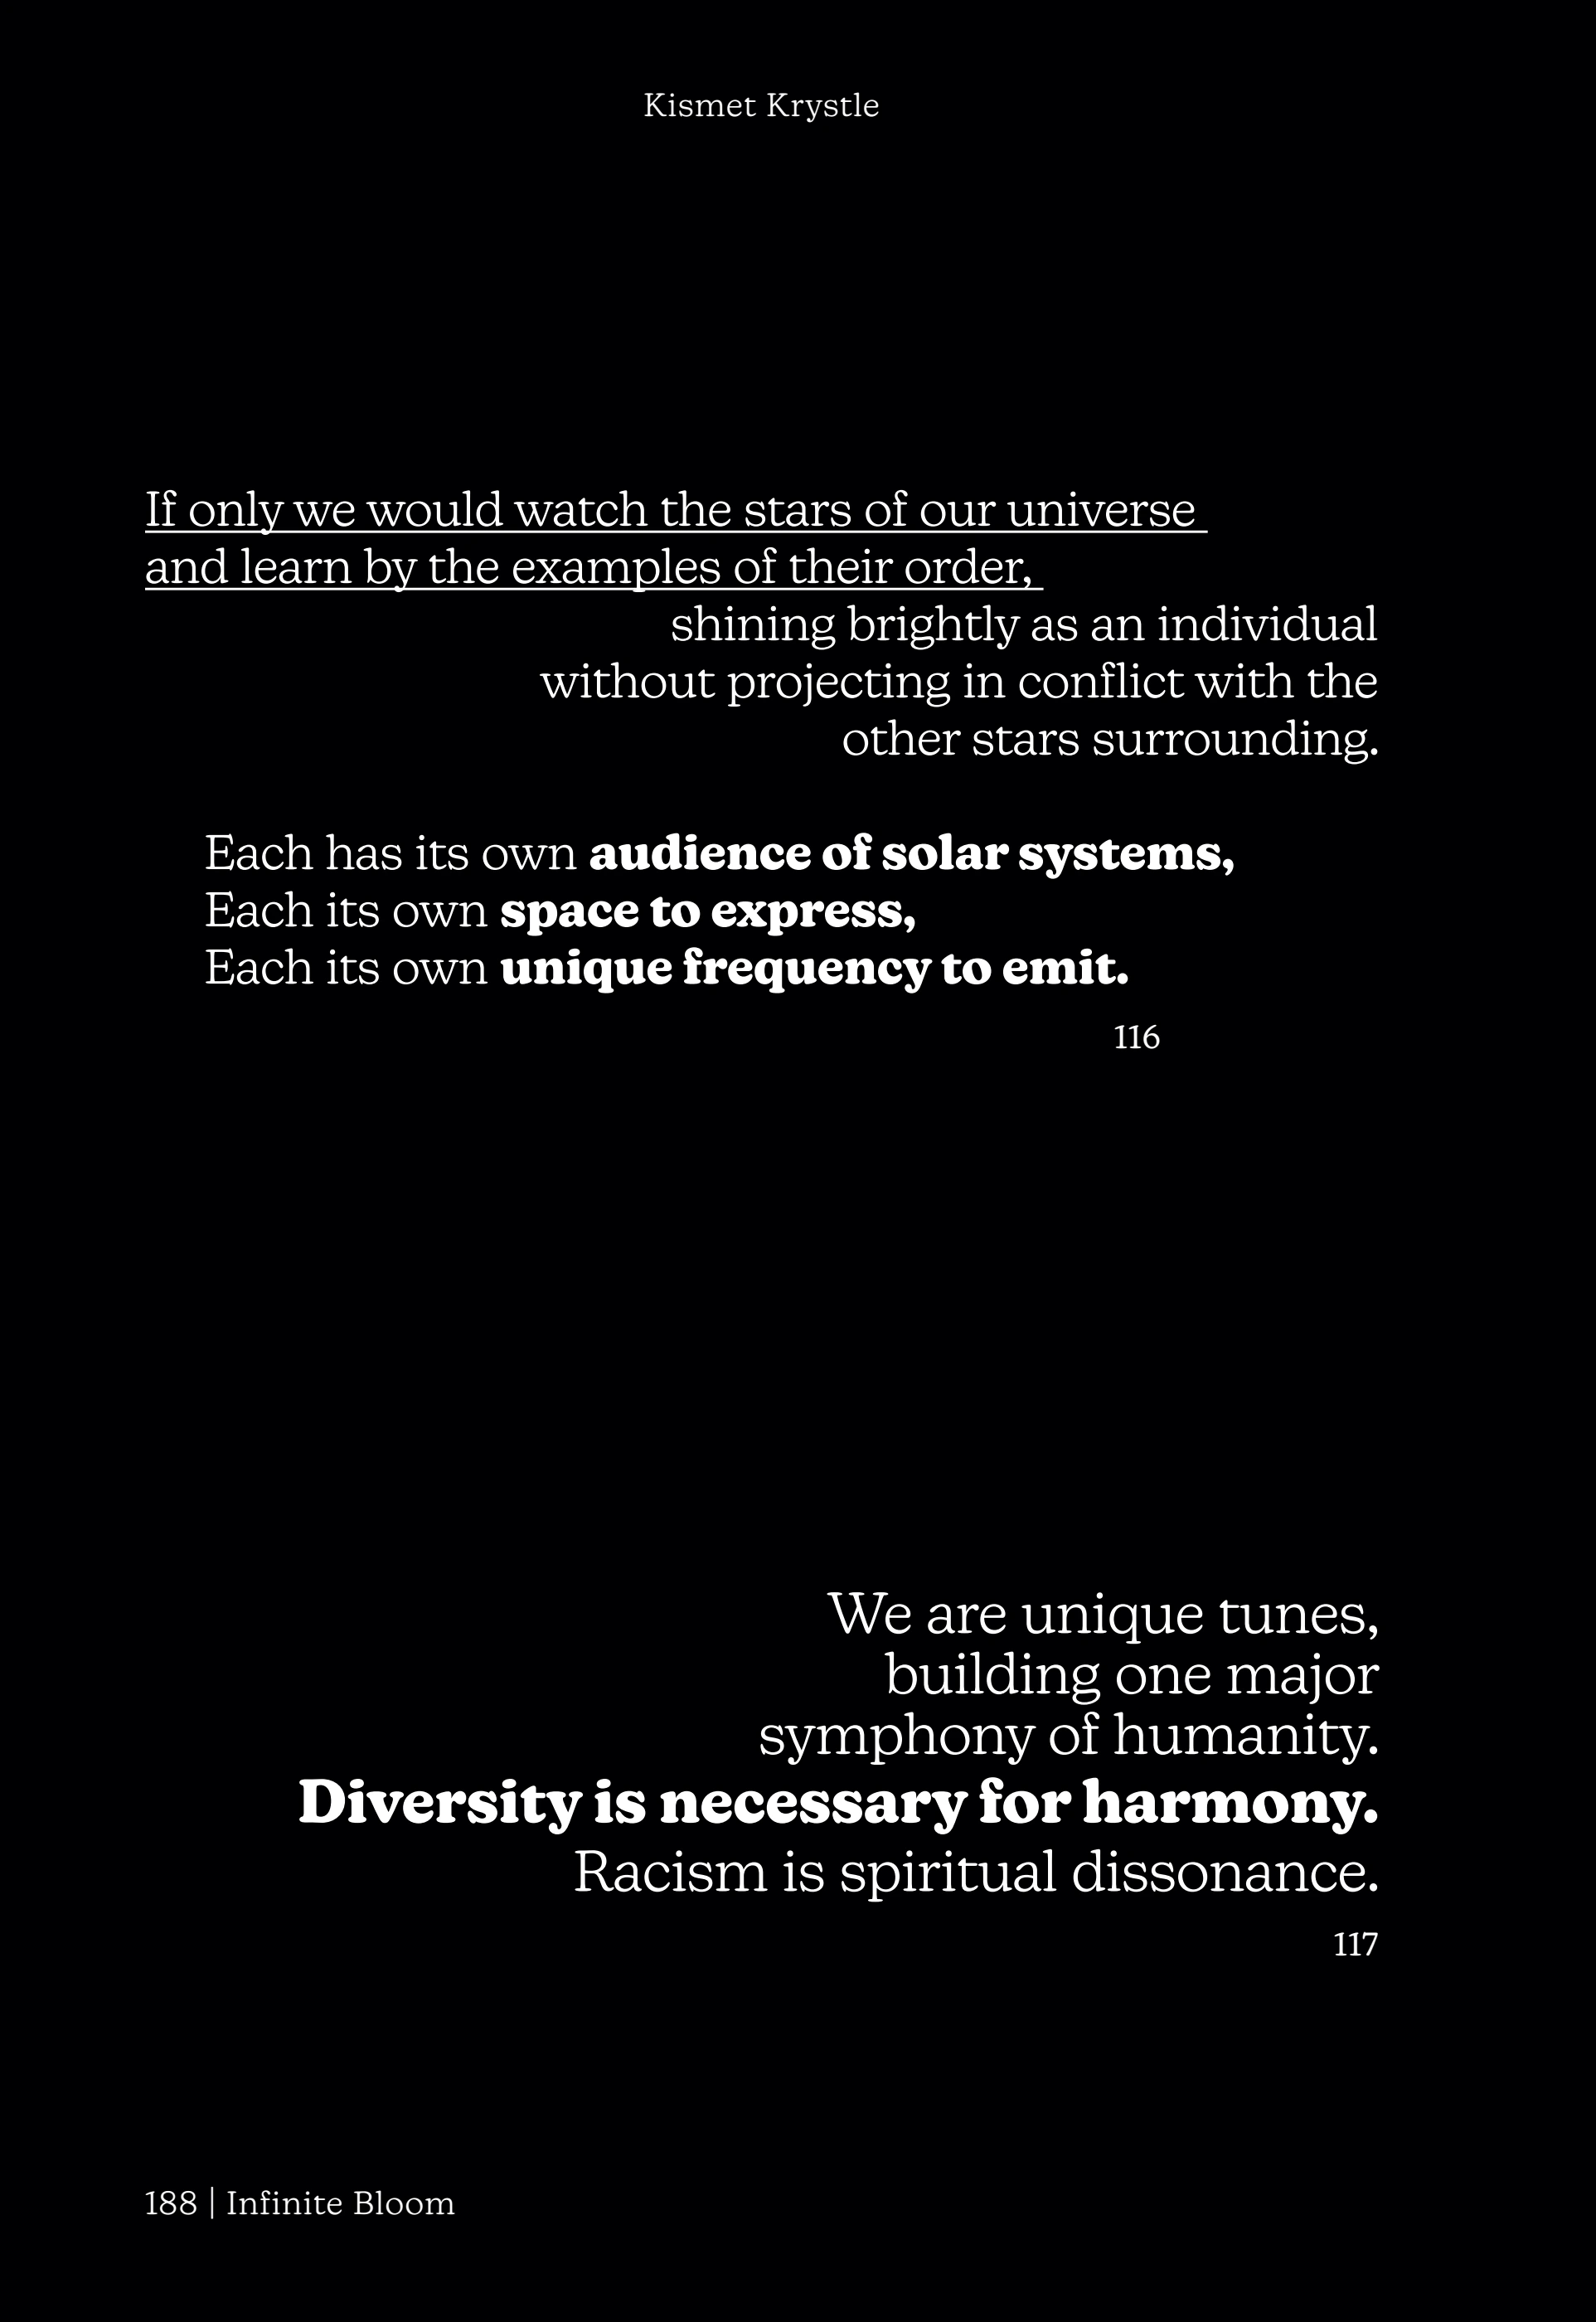 Kismet Krystle
If only we would watch the stars of our universe
and learn by the examples of their order,
shining brightly as an individual
without projecting in conflict with the
other stars surrounding.
Each has its own audience of solar systems,
Each its own space to express,
Each its own unique frequency to emit.
116
We are unique tunes,
building one major
symphony of humanity.
Diversity is necessary for harmony.
Racism is spiritual dissonance.
117
188 | Infinite Bloom